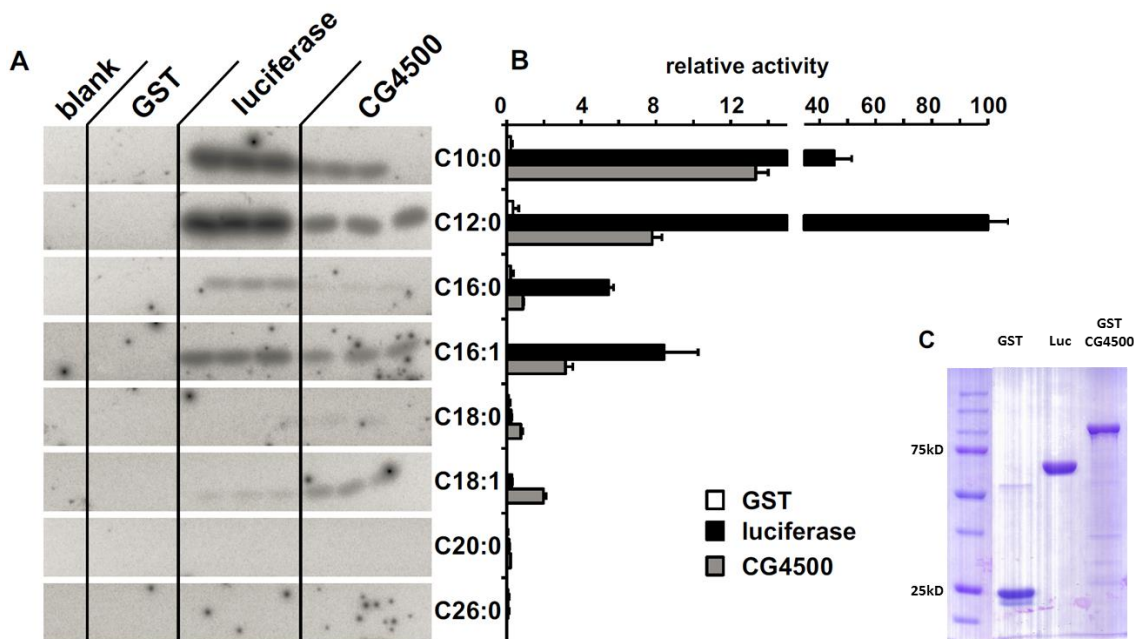 A
blank
GST
luciferase
CG4500
B
relative activity
0 4 8 12 40 60 80 100
C10:0
C12:0
C16:0
C16:1
C18:0
C18:1
C20:0
C26:0
GST
luciferase
CG4500
C
GST Luc GST
CG4500
75kD
25kD